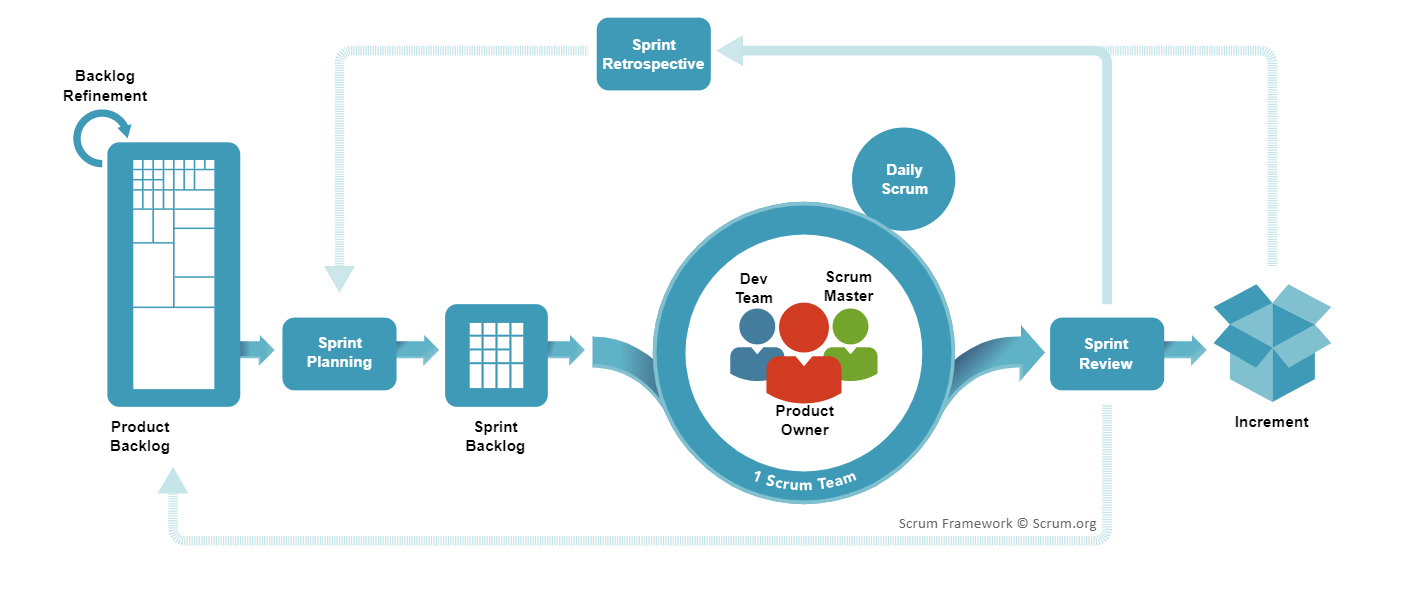 Sprint
Retrospective
Backlog
Refinement
Daily
Scrum
Dev
Team
Scrum
Master
Sprint
Planning
Sprint
Review
Product
Owner
Product
Backlog
Sprint
Backlog
Increment
1 Scrum Team
Scrum Framework © Scrum.org